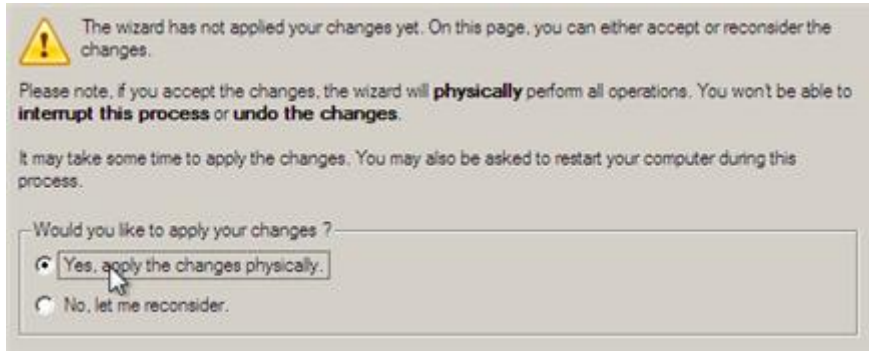 The wizard has not applied your changes yet. On this page, you can either accept or reconsider the
changes.
Please note, if you accept the changes, the wizard will physically perform all operations. You won't be able to
interrupt this process or undo the changes.
It may take some time to apply the changes. You may also be asked to restart your computer during this
process.
Would you like to apply your changes ?
Yes, apply the changes physically.
No, let me reconsider.